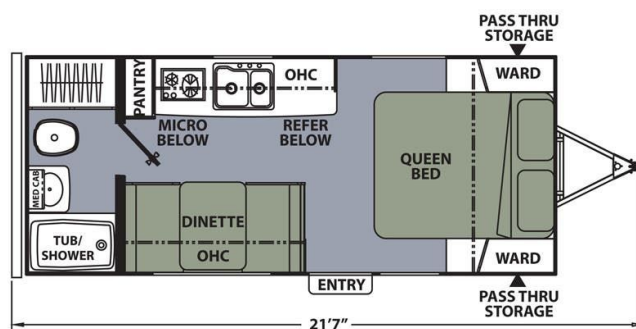 PASS THRU
STORAGE
WARD
PANTRY
OHC
MICRO
BELOW
REFER
BELOW
QUEEN
BED
MED CAB
DINETTE
OHC
TUB/
SHOWER
WARD
ENTRY
PASS THRU
STORAGE
21'7"